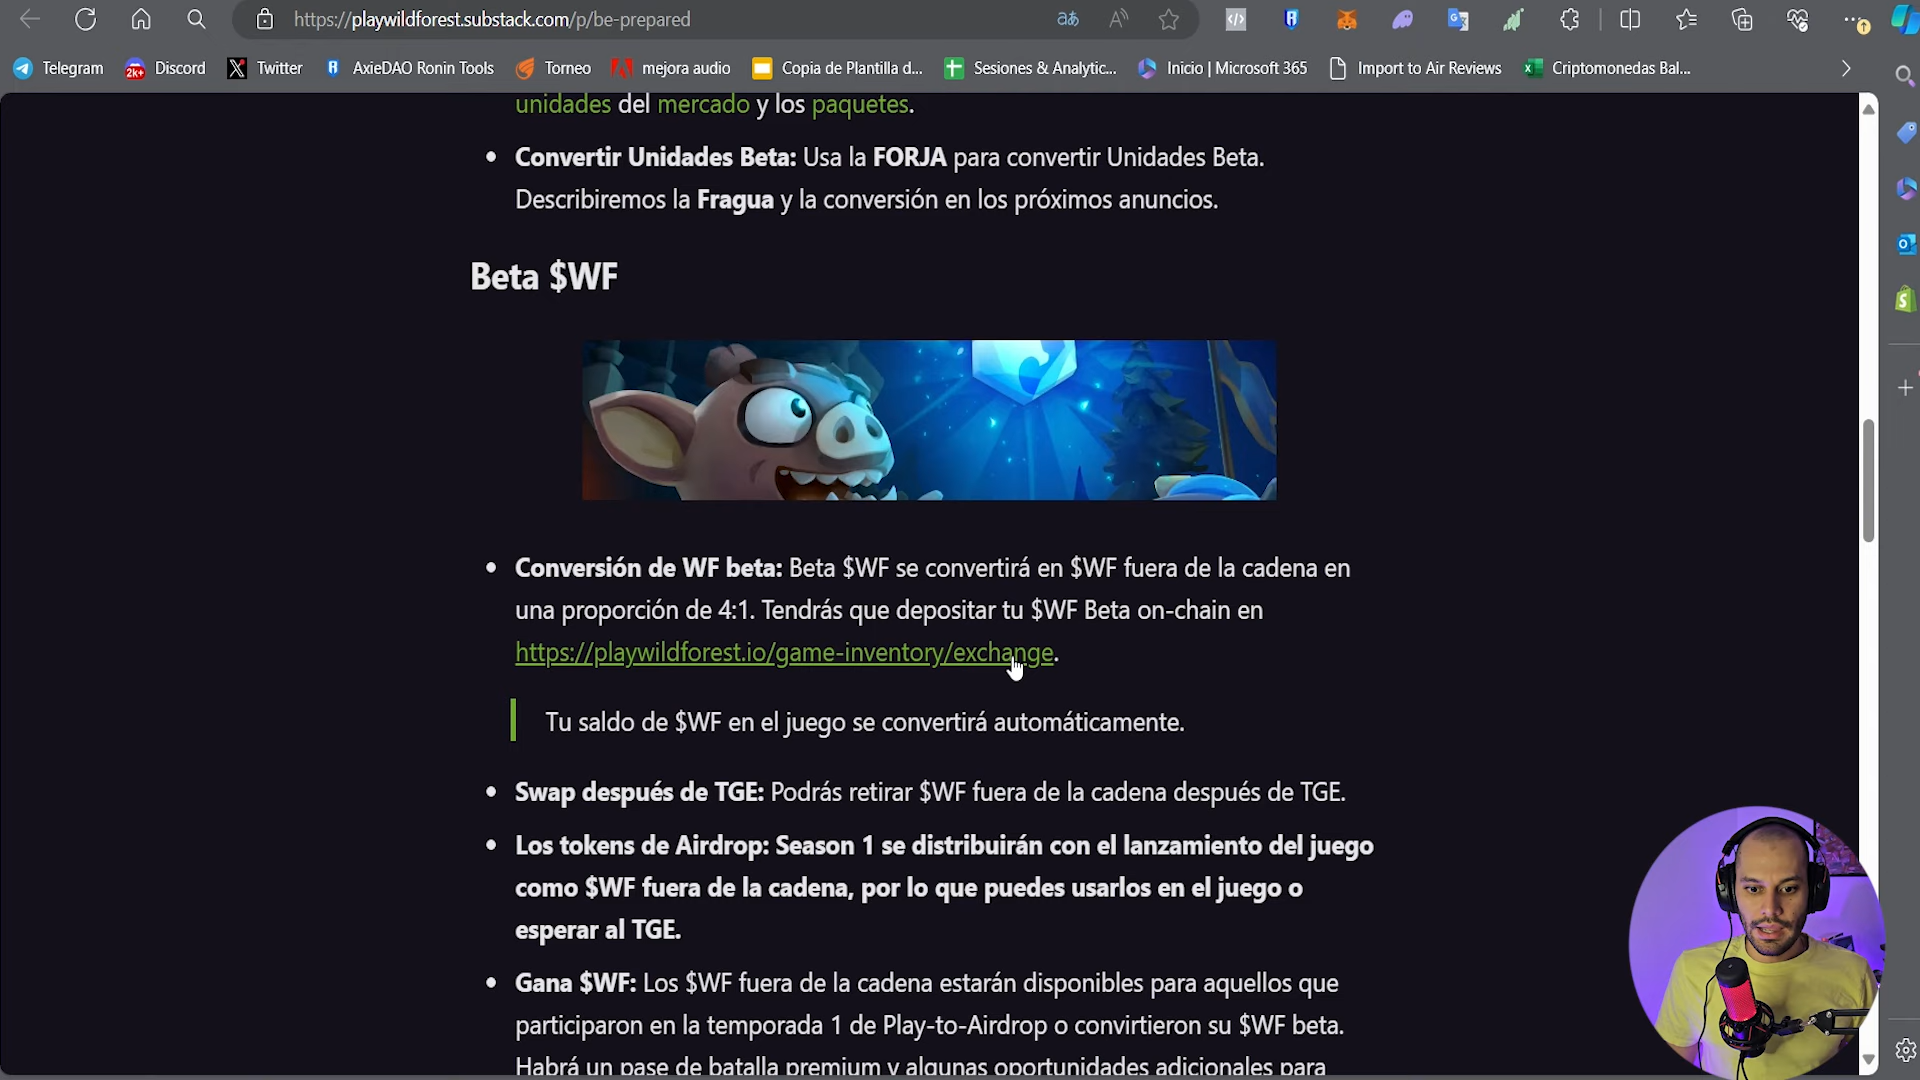 https://playwildforest.substack.com/p/be-prepared
Telegram
Discord
Twitter
AxieDAO Ronin Tools
Torneo
mejora audio
Copia de Plantilla d...
Sesiones & Analytic...
Inicio | Microsoft 365
Import to Air Reviews
Criptomonedas Bal...
unidades del mercado y los paquetes.
• Convertir Unidades Beta: Usa la FORJA para convertir Unidades Beta.
Describiremos la Fragua y la conversión en los próximos anuncios.
Beta $WF
• Conversión de WF beta: Beta $WF se convertirá en $WF fuera de la cadena en
una proporción de 4:1. Tendrás que depositar tu $WF Beta on-chain en
https://playwildforest.io/game-inventory/exchange.
Tu saldo de $WF en el juego se convertirá automáticamente.
• Swap después de TGE: Podrás retirar $WF fuera de la cadena después de TGE.
• Los tokens de Airdrop: Season 1 se distribuirán con el lanzamiento del juego
como $WF fuera de la cadena, por lo que puedes usarlos en el juego o
esperar al TGE.
• Gana $WF: Los $WF fuera de la cadena estarán disponibles para aquellos que
participaron en la temporada 1 de Play-to-Airdrop o convirtieron su $WF beta.
Habrá un pase de batalla premium y algunas oportunidades adicionales para